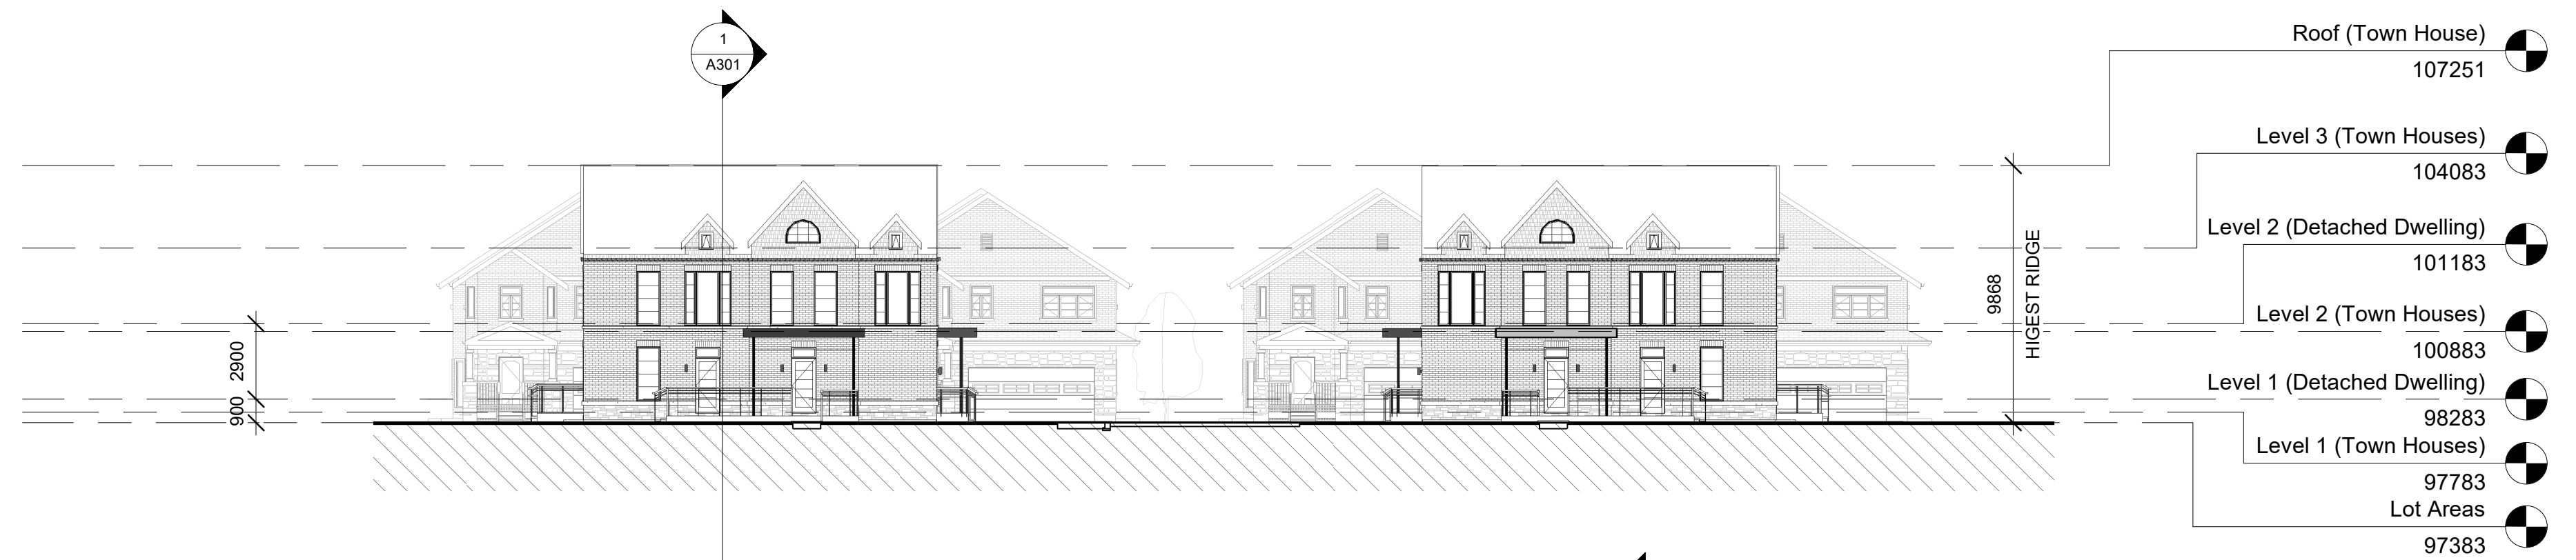 1
A301
Roof (Town House)
107251
Level 3 (Town Houses)
104083
Level 2 (Detached Dwelling)
101183
Level 2 (Town Houses)
100883
Level 1 (Detached Dwelling)
98283
Level 1 (Town Houses)
97783
Lot Areas
97383
2900
900
9868
HIGEST RIDGE